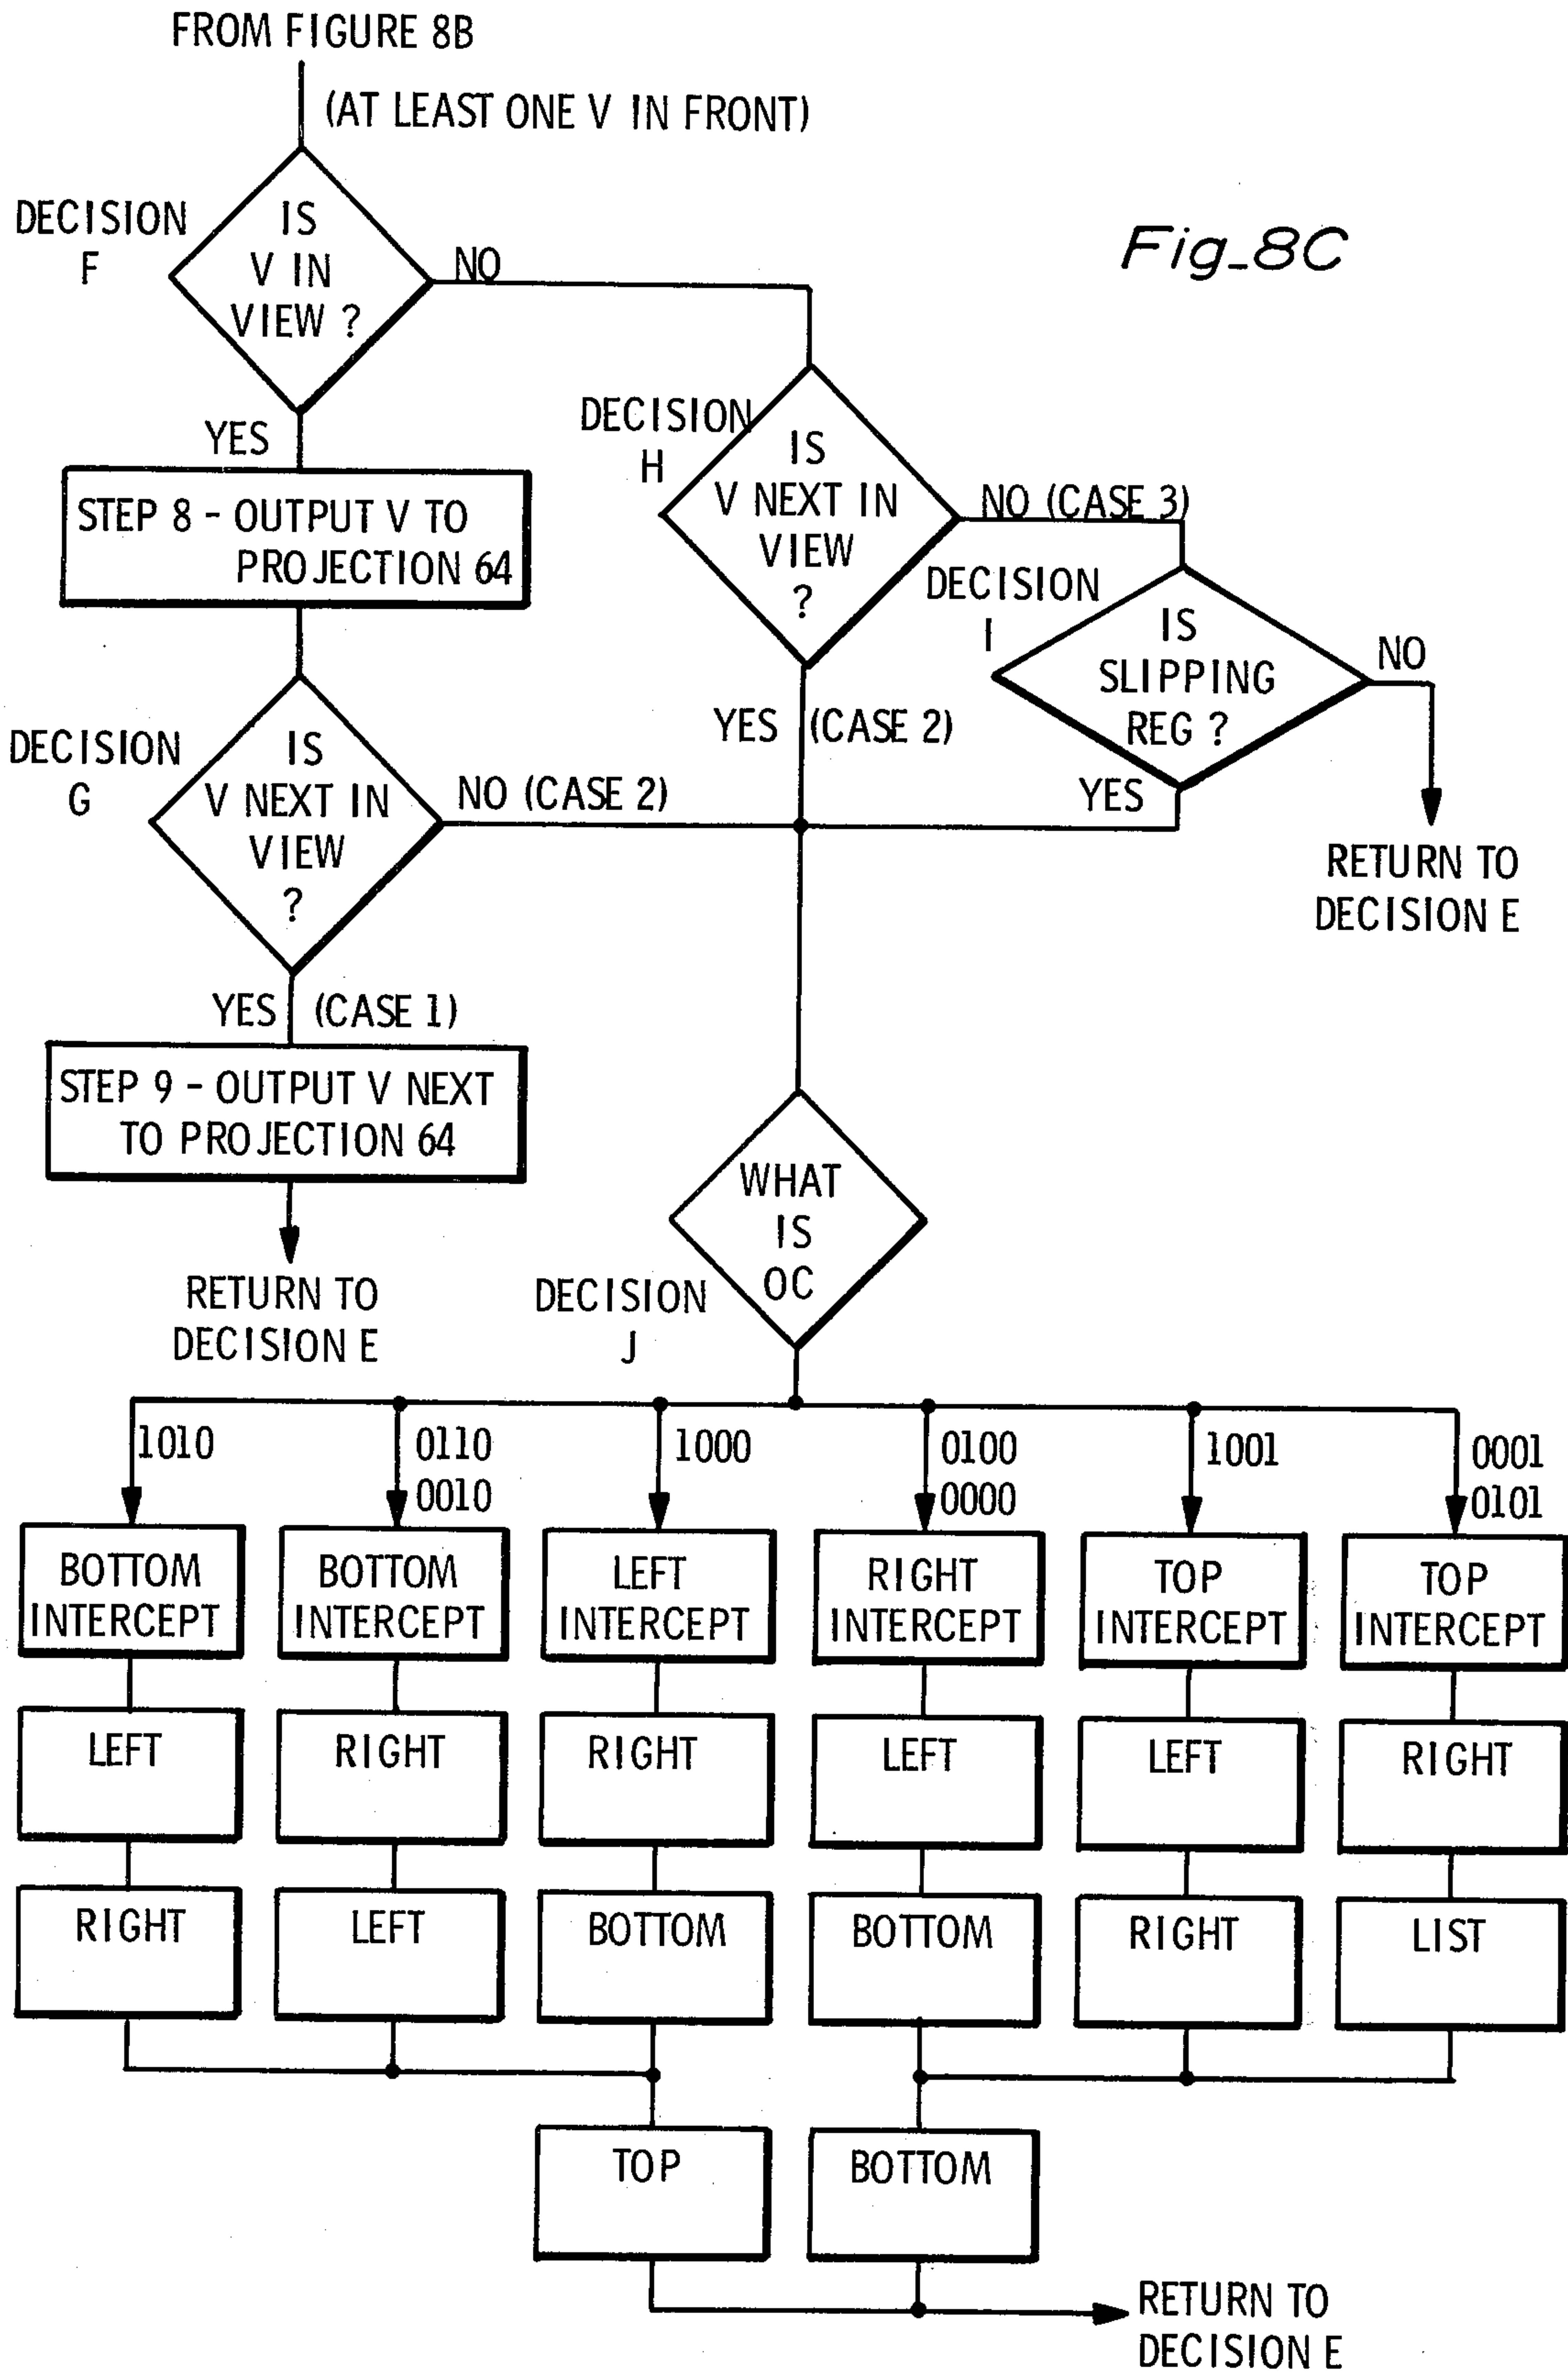 FROM FIGURE 8B
(AT LEAST ONE V IN FRONT)
Fig_8C
DECISION
F
IS
V IN
VIEW ?
NO
YES
STEP 8 - OUTPUT V TO
PROJECTION 64
DECISION
H
IS
V NEXT IN
VIEW
?
NO (CASE 3)
YES (CASE 2)
DECISION
I
IS
SLIPPING
REG ?
NO
YES
RETURN TO
DECISION E
DECISION
G
IS
V NEXT IN
VIEW
?
NO (CASE 2)
YES (CASE 1)
STEP 9 - OUTPUT V NEXT
TO PROJECTION 64
RETURN TO
DECISION E
WHAT
IS
OC
DECISION
J
1010
0110
0010
1000
0100
0000
1001
0001
0101
BOTTOM
INTERCEPT
BOTTOM
INTERCEPT
LEFT
INTERCEPT
RIGHT
INTERCEPT
TOP
INTERCEPT
TOP
INTERCEPT
LEFT
RIGHT
RIGHT
LEFT
LEFT
RIGHT
RIGHT
LEFT
BOTTOM
BOTTOM
RIGHT
LIST
TOP
BOTTOM
RETURN TO
DECISION E